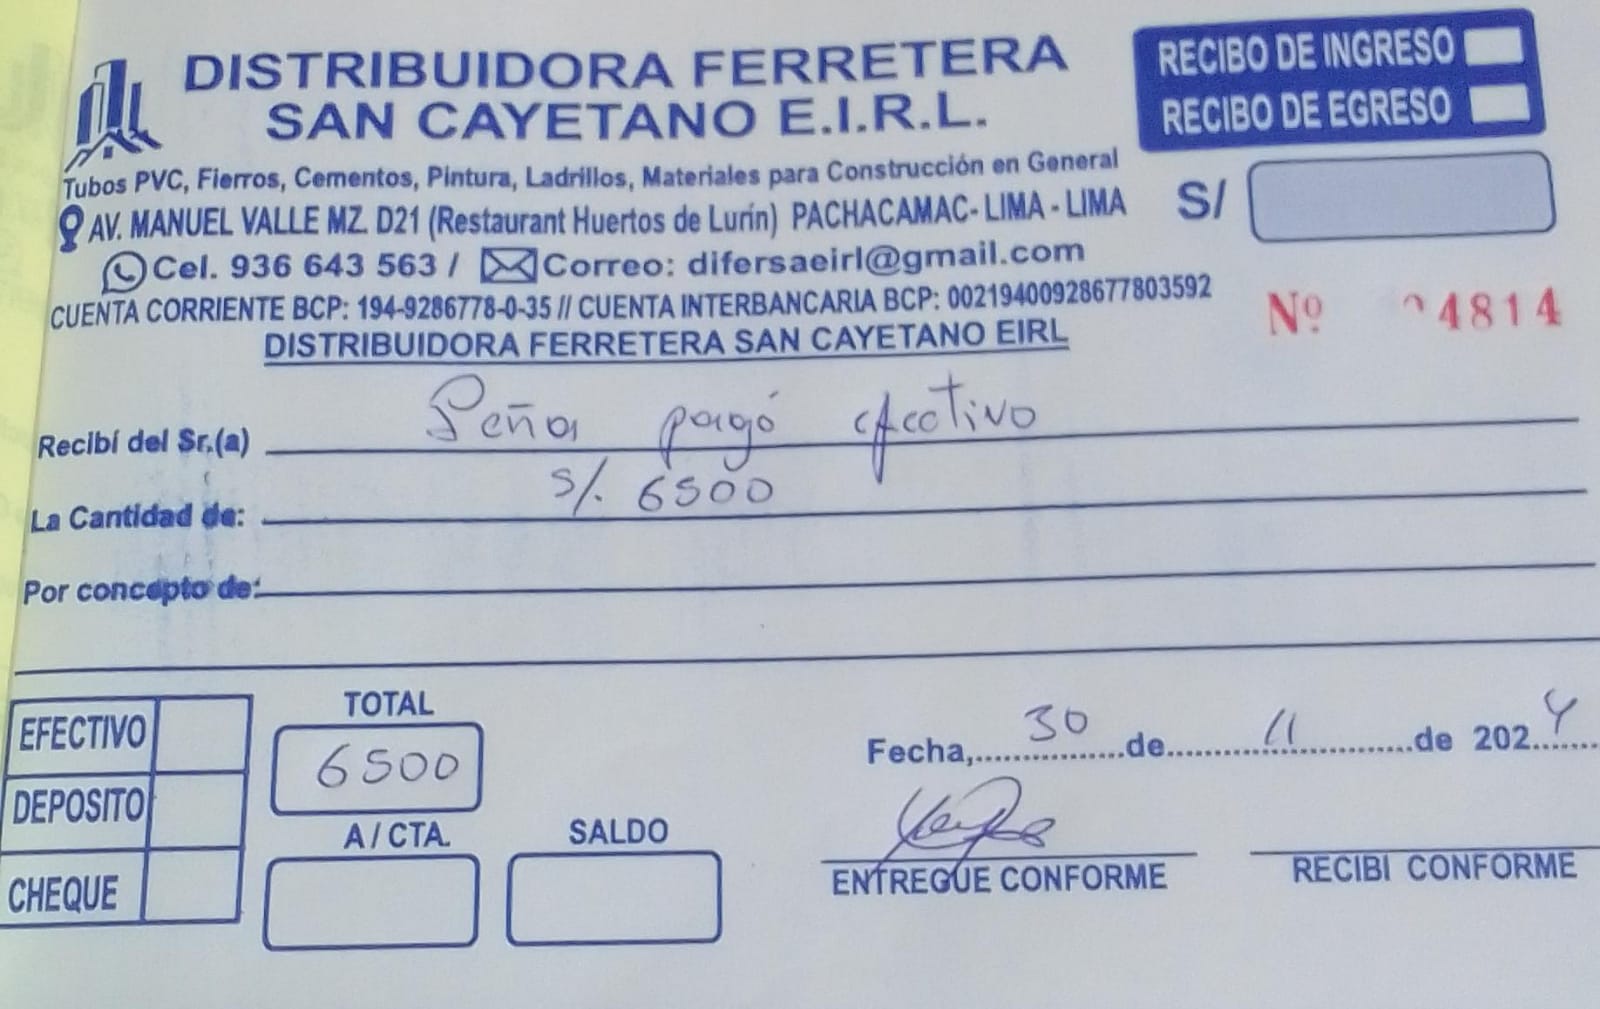 DISTRIBUIDORA FERRETERA
SAN CAYETANO E.I.R.L.
Tubos PVC, Fierros, Cementos, Pintura, Ladrillos, Materiales para Construcción en General
AV. MANUEL VALLE MZ. D21 (Restaurant Huertos de Lurín) PACHACAMAC- LIMA - LIMA
Cel. 936 643 563 / Correo: difersaeirl@gmail.com
CUENTA CORRIENTE BCP: 194-9286778-0-35 // CUENTA INTERBANCARIA BCP: 00219400928677803592
DISTRIBUIDORA FERRETERA SAN CAYETANO EIRL
RECIBO DE INGRESO
RECIBO DE EGRESO
S/
Nº 4814
Recibí del Sr.(a) Peña pagó efectivo
La Cantidad de: S/. 6500
Por concepto de:
EFECTIVO
DEPOSITO
CHEQUE
TOTAL
6500
A / CTA.
SALDO
Fecha, 30 de 11 de 2024
ENTREGUE CONFORME
RECIBI CONFORME